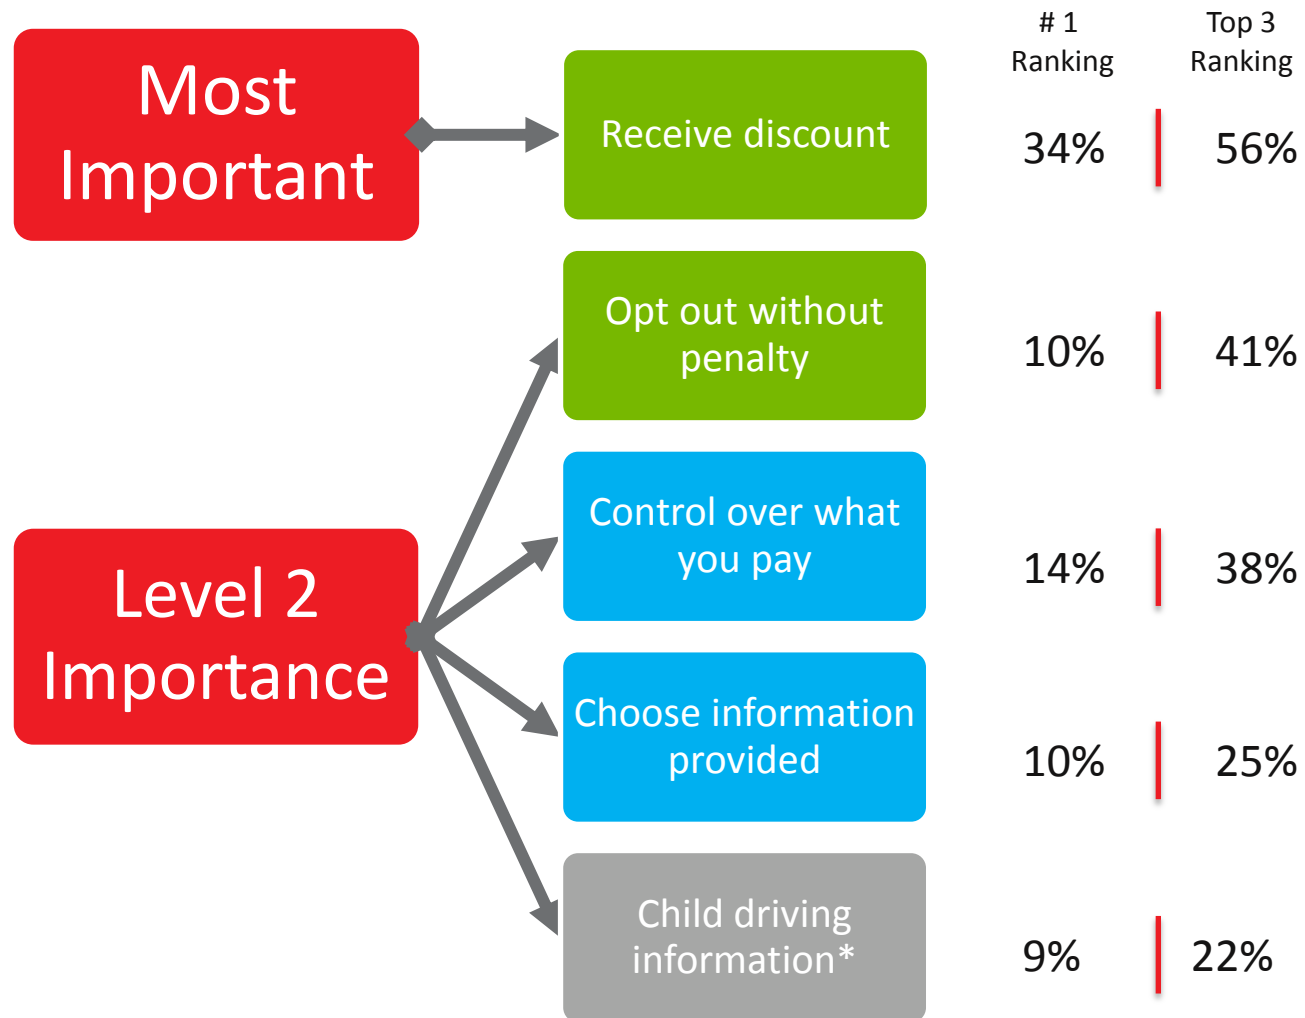 # 1
Ranking
Top 3
Ranking
Most
Important
Receive discount
34%
56%
Opt out without
penalty
10%
41%
Level 2
Importance
Control over what
you pay
14%
38%
Choose information
provided
10%
25%
Child driving
information*
9%
22%